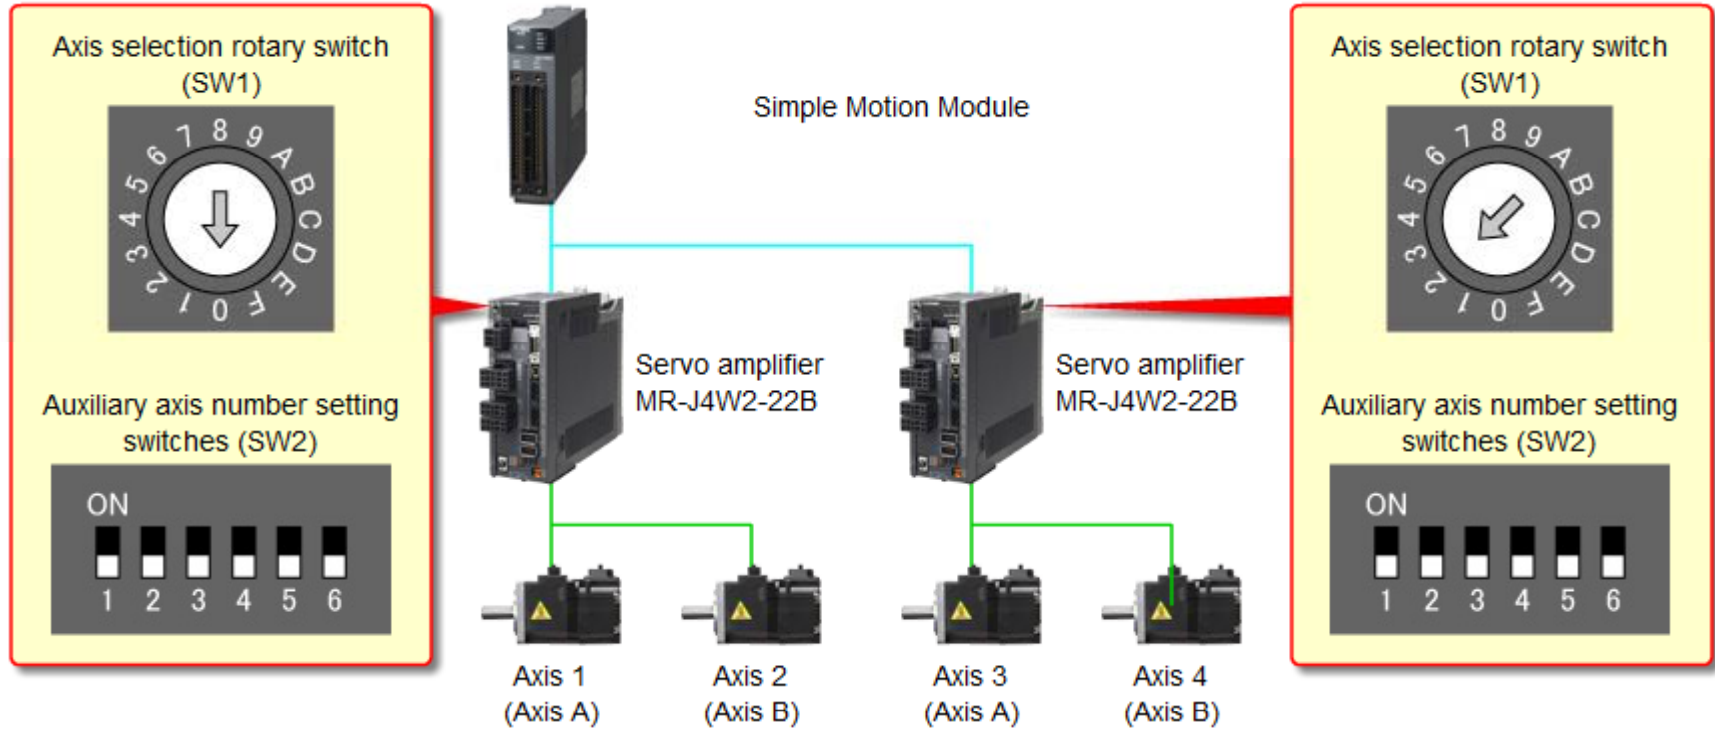 Axis selection rotary switch
(SW1)
0 1 2 3 4 5 6 7 8 9 A B C D E F
Auxiliary axis number setting
switches (SW2)
ON
1 2 3 4 5 6
Simple Motion Module
Servo amplifier
MR-J4W2-22B
Servo amplifier
MR-J4W2-22B
Axis 1
(Axis A)
Axis 2
(Axis B)
Axis 3
(Axis A)
Axis 4
(Axis B)
Axis selection rotary switch
(SW1)
0 1 2 3 4 5 6 7 8 9 A B C D E F
Auxiliary axis number setting
switches (SW2)
ON
1 2 3 4 5 6